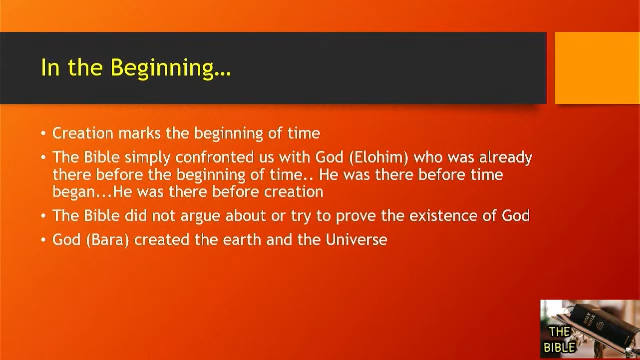 In the Beginning…
• Creation marks the beginning of time
• The Bible simply confronted us with God (Elohim) who was already
there before the beginning of time.. He was there before time
began...He was there before creation
• The Bible did not argue about or try to prove the existence of God
• God (Bara) created the earth and the Universe
THE
BIBLE